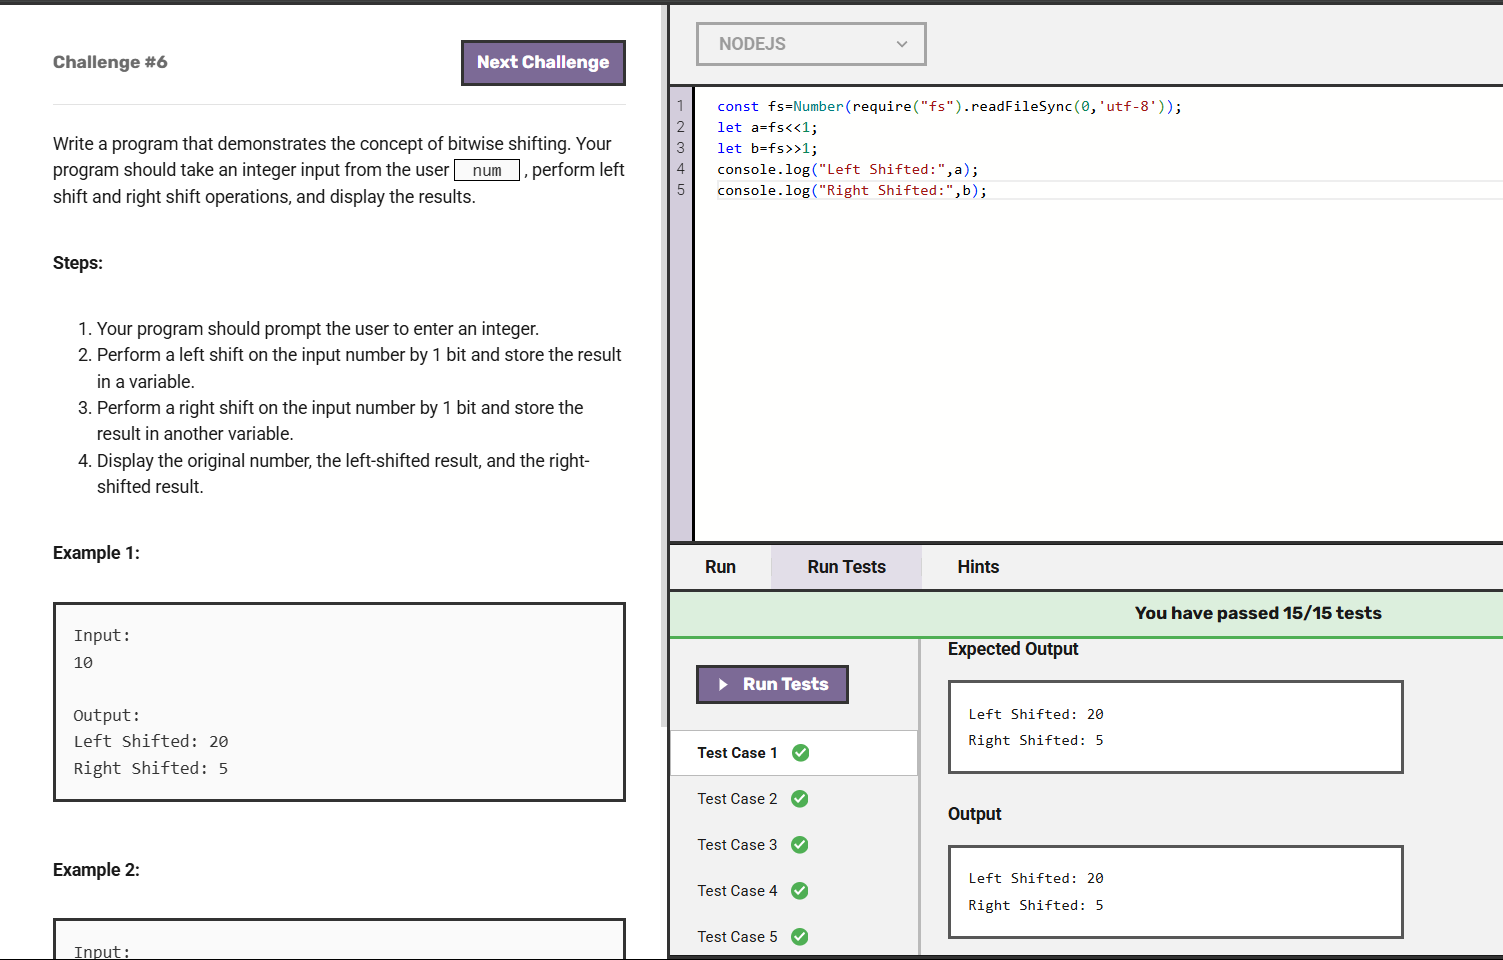 Challenge #6
Next Challenge
Write a program that demonstrates the concept of bitwise shifting. Your
program should take an integer input from the user num , perform left
shift and right shift operations, and display the results.
Steps:
1. Your program should prompt the user to enter an integer.
2. Perform a left shift on the input number by 1 bit and store the result
in a variable.
3. Perform a right shift on the input number by 1 bit and store the
result in another variable.
4. Display the original number, the left-shifted result, and the right-
shifted result.
Example 1:
Input:
10
Output:
Left Shifted: 20
Right Shifted: 5
Example 2:
Input:
NODEJS
1 const fs=Number(require("fs").readFileSync(0,'utf-8'));
2 let a=fs<<1;
3 let b=fs>>1;
4 console.log("Left Shifted:",a);
5 console.log("Right Shifted:",b);
Run Run Tests Hints
You have passed 15/15 tests
Run Tests
Test Case 1
Test Case 2
Test Case 3
Test Case 4
Test Case 5
Expected Output
Left Shifted: 20
Right Shifted: 5
Output
Left Shifted: 20
Right Shifted: 5